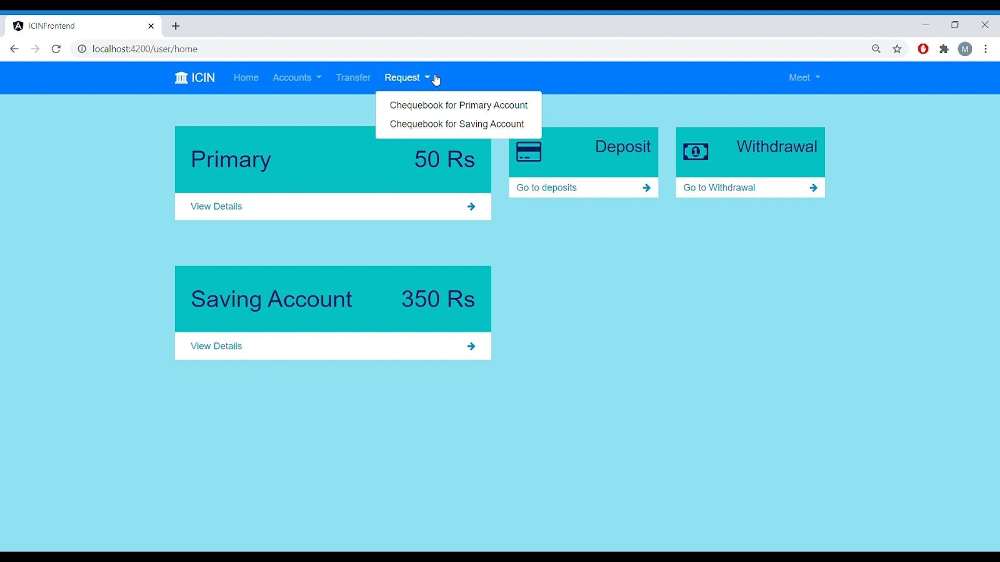 ICINFrontend
localhost:4200/user/home
M
ICIN Home Accounts Transfer Request Meet
Chequebook for Primary Account
Chequebook for Saving Account
Primary 50 Rs
View Details
Deposit
Go to deposits
1
Withdrawal
Go to Withdrawal
Saving Account 350 Rs
View Details